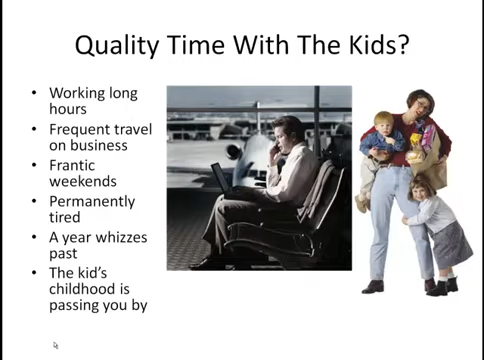 Quality Time With The Kids?
• Working long
hours
• Frequent travel
on business
• Frantic
weekends
• Permanently
tired
• A year whizzes
past
• The kid's
childhood is
passing you by